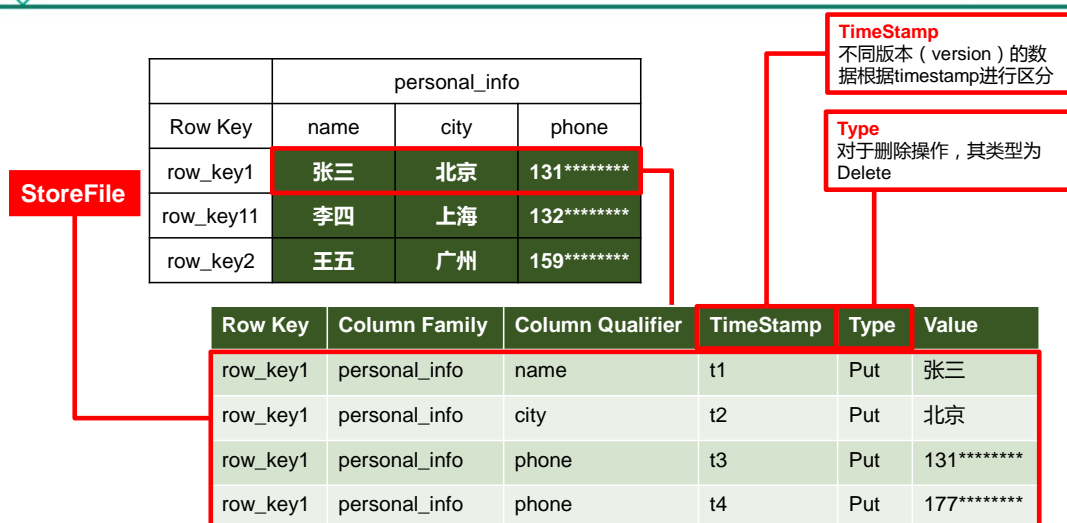 TimeStamp
不同版本（version）的数
据根据timestamp进行区分
personal_info
Row Key name city phone
Type
对于删除操作，其类型为
Delete
row_key1 张三 北京 131********
StoreFile
row_key11 李四 上海 132********
row_key2 王五 广州 159********
Row Key Column Family Column Qualifier TimeStamp Type Value
row_key1 personal_info name t1 Put 张三
row_key1 personal_info city t2 Put 北京
row_key1 personal_info phone t3 Put 131********
row_key1 personal_info phone t4 Put 177********